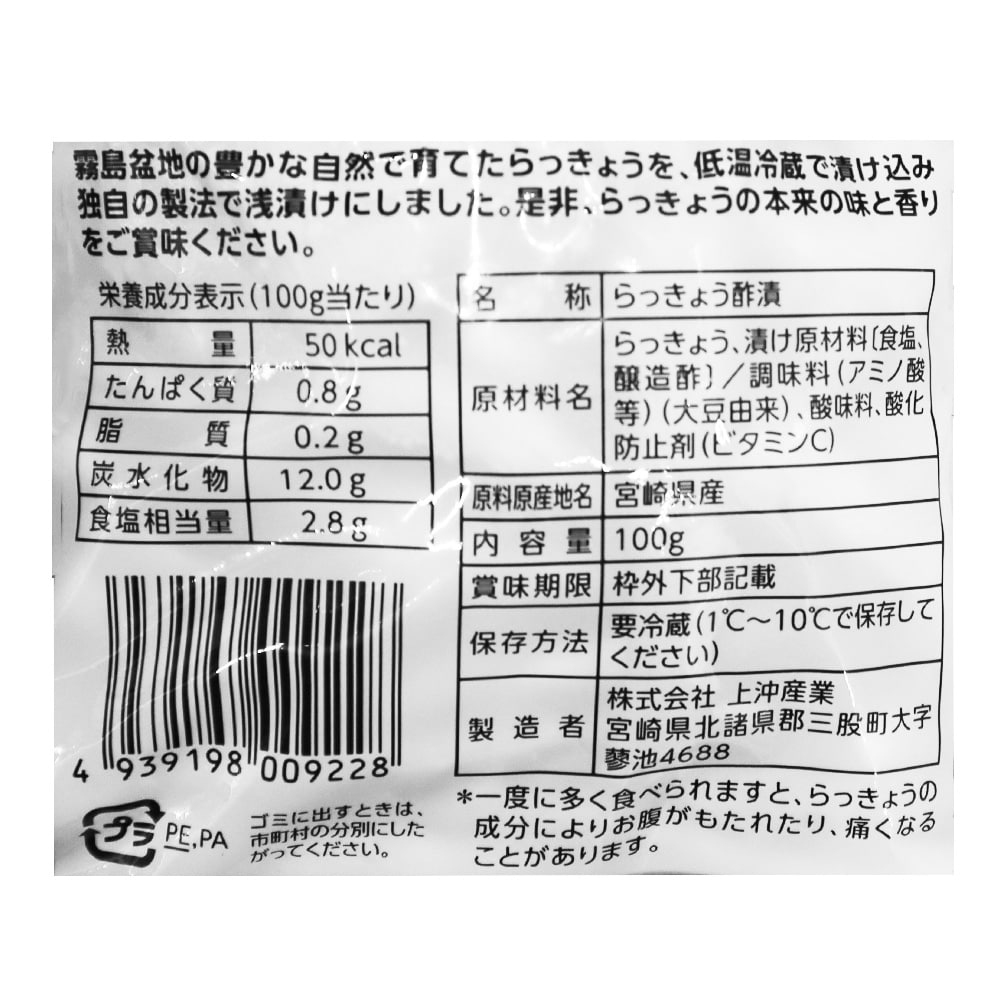 霧島盆地の豊かな自然で育てたらっきょうを、低温冷蔵で漬け込み
独自の製法で浅漬けにしました。是非、らっきょうの本来の味と香り
をご賞味ください。
栄養成分表示(100g当たり)
熱量 50kcal
たんぱく質 0.8g
脂質 0.2g
炭水化物 12.0g
食塩相当量 2.8g
名称 らっきょう酢漬
原材料名 らっきょう、漬け原材料〔食塩、
醸造酢〕/調味料(アミノ酸
等)(大豆由来)、酸味料、酸化
防止剤(ビタミンC)
原料原産地名 宮崎県産
内容量 100g
賞味期限 枠外下部記載
保存方法 要冷蔵(1℃～10℃で保存して
ください)
製造者 株式会社 上沖産業
宮崎県北諸県郡三股町大字
蓼池4688
4 939198 009228
プラ PE,PA
ゴミに出すときは、
市町村の分別にした
がってください。
*一度に多く食べられますと、らっきょうの
成分によりお腹がもたれたり、痛くなる
ことがあります。